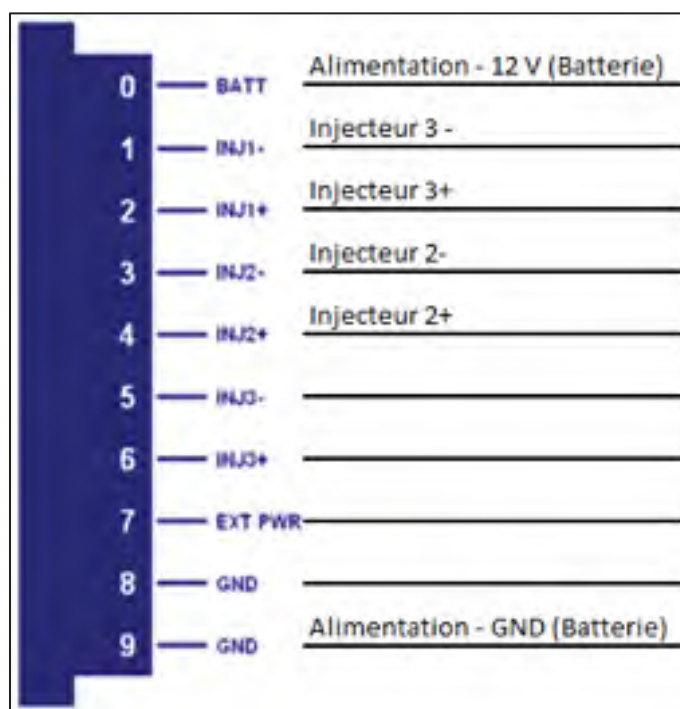 0 BATT Alimentation - 12 V (Batterie)
1 INJ1- Injecteur 3 -
2 INJ1+ Injecteur 3+
3 INJ2- Injecteur 2-
4 INJ2+ Injecteur 2+
5 INJ3-
6 INJ3+
7 EXT PWR
8 GND
9 GND Alimentation - GND (Batterie)